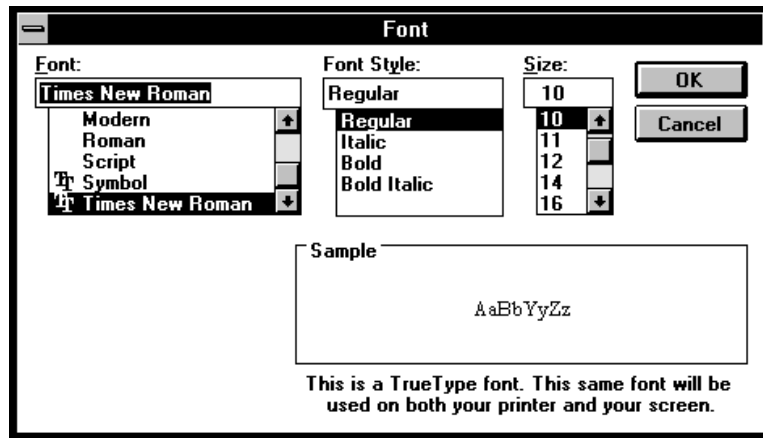 Font
Font:
Times New Roman
Modern
Roman
Script
Symbol
Times New Roman
Font Style:
Regular
Regular
Italic
Bold
Bold Italic
Size:
10
10
11
12
14
16
OK
Cancel
Sample
AaBbYyZz
This is a TrueType font. This same font will be
used on both your printer and your screen.